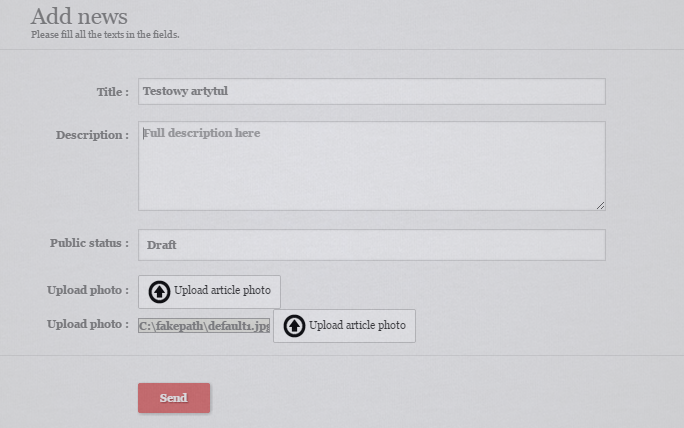 Add news
Please fill all the texts in the fields.
Title : Testowy artytul
Description : Full description here
Public status : Draft
Upload photo : Upload article photo
Upload photo : C:\fakepath\default1.jpg Upload article photo
Send